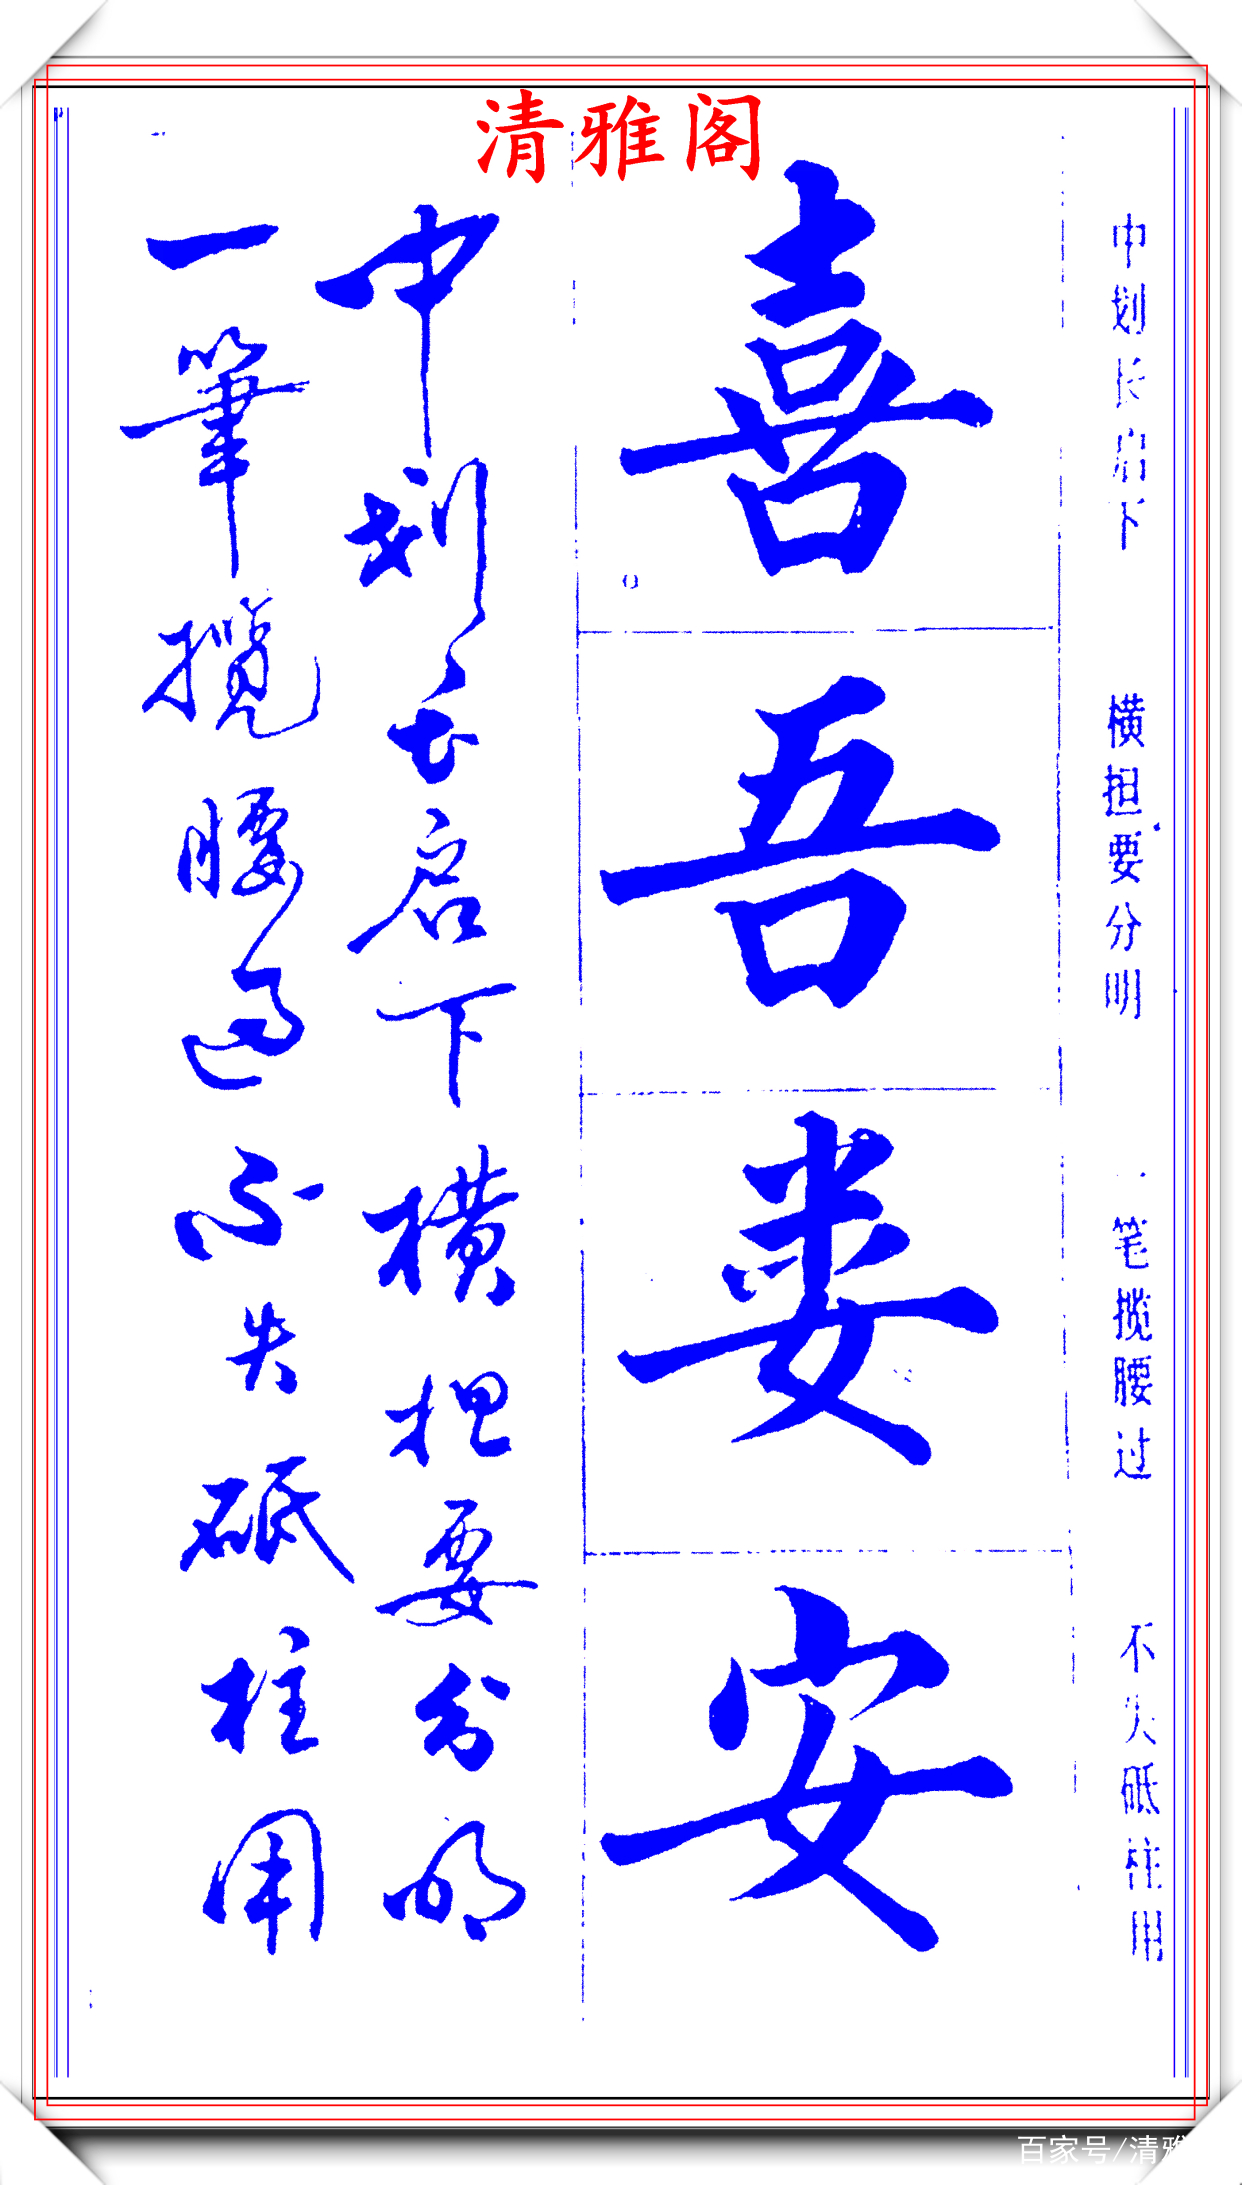 清雅阁
中划长启下 横担要分明 一笔揽腰过 不失砥柱用
喜吾娄安
中划长启下横担要分明
一筆攬腰過不失砥柱用
百家号/清雅